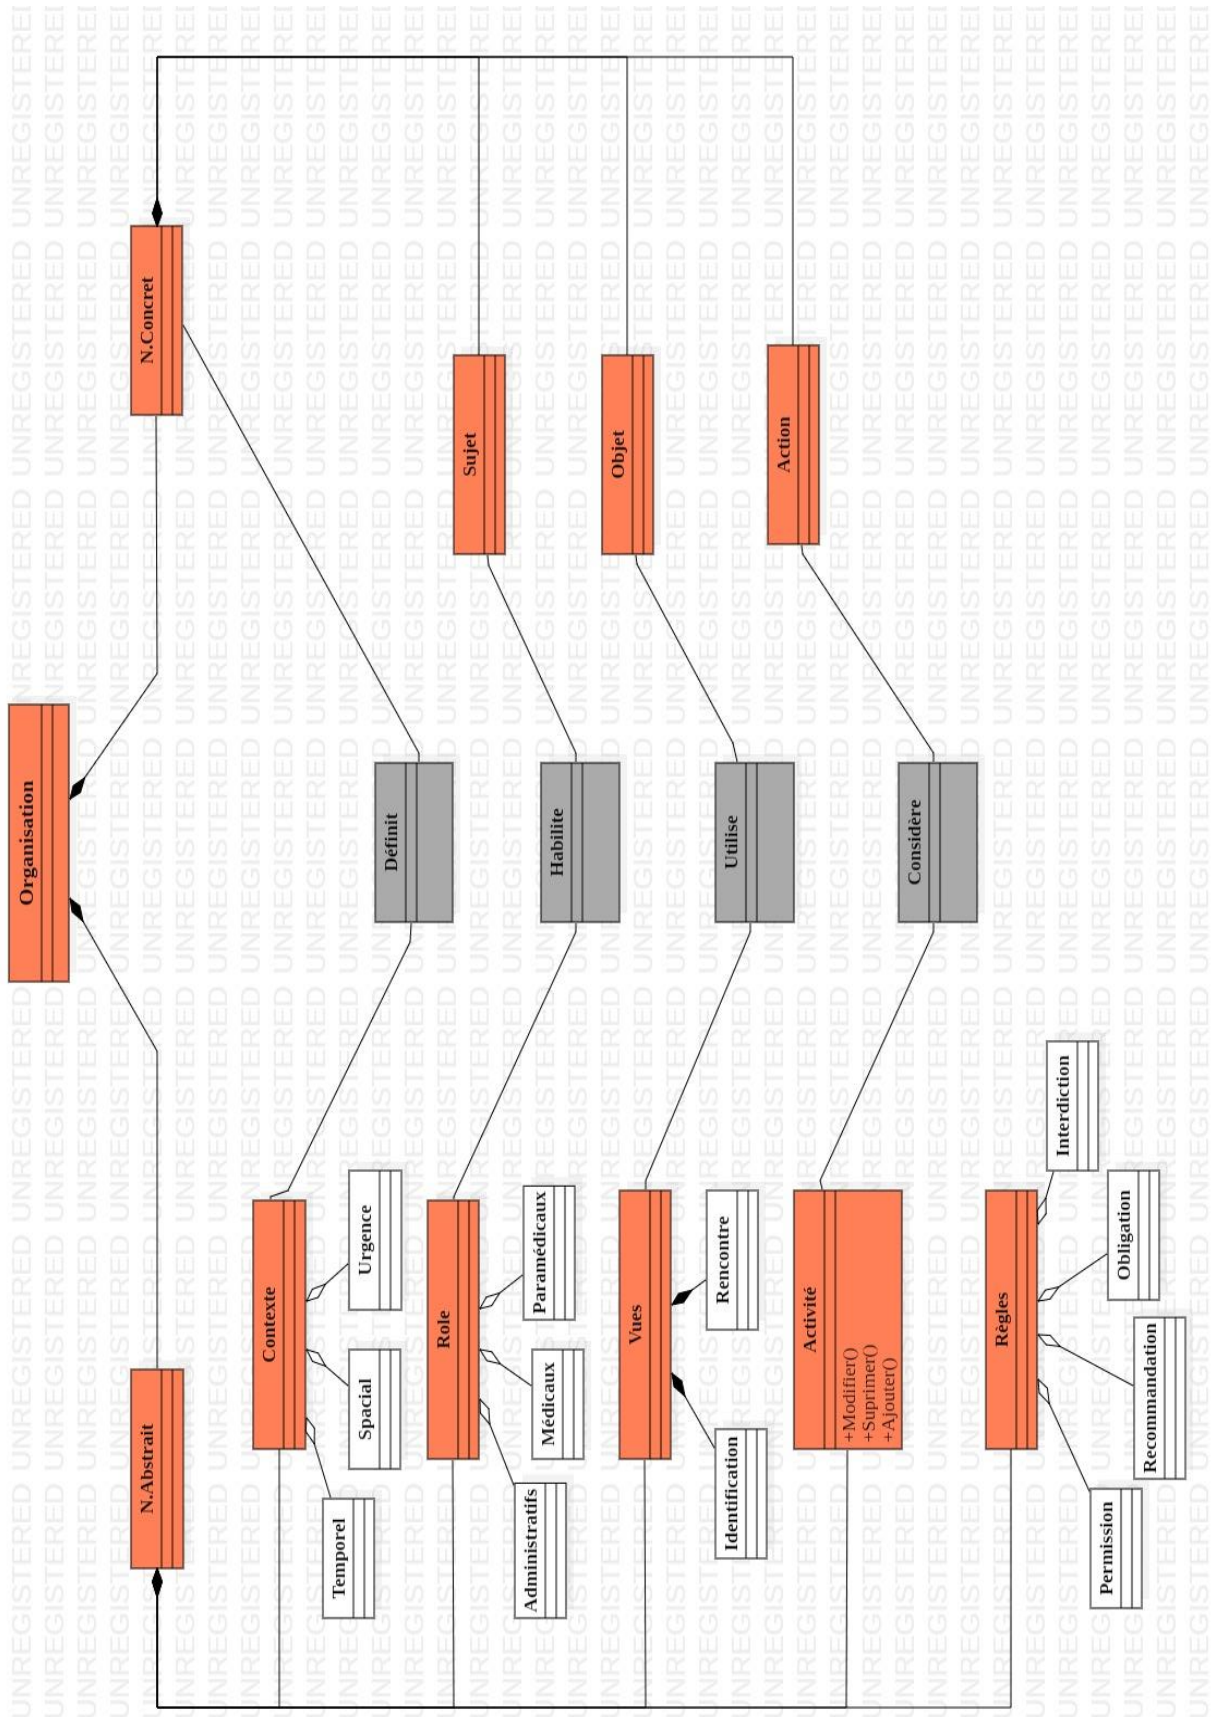 Organisation
N.Abstrait
N.Concret
Contexte
Temporel
Spacial
Urgence
Définit
Role
Administratifs
Médicaux
Paramédicaux
Habilite
Sujet
Vues
Identification
Rencontre
Utilise
Objet
Activité
+Modifier()
+Suprimer()
+Ajouter()
Considère
Action
Règles
Permission
Recommandation
Obligation
Interdiction
UNREGISTERED